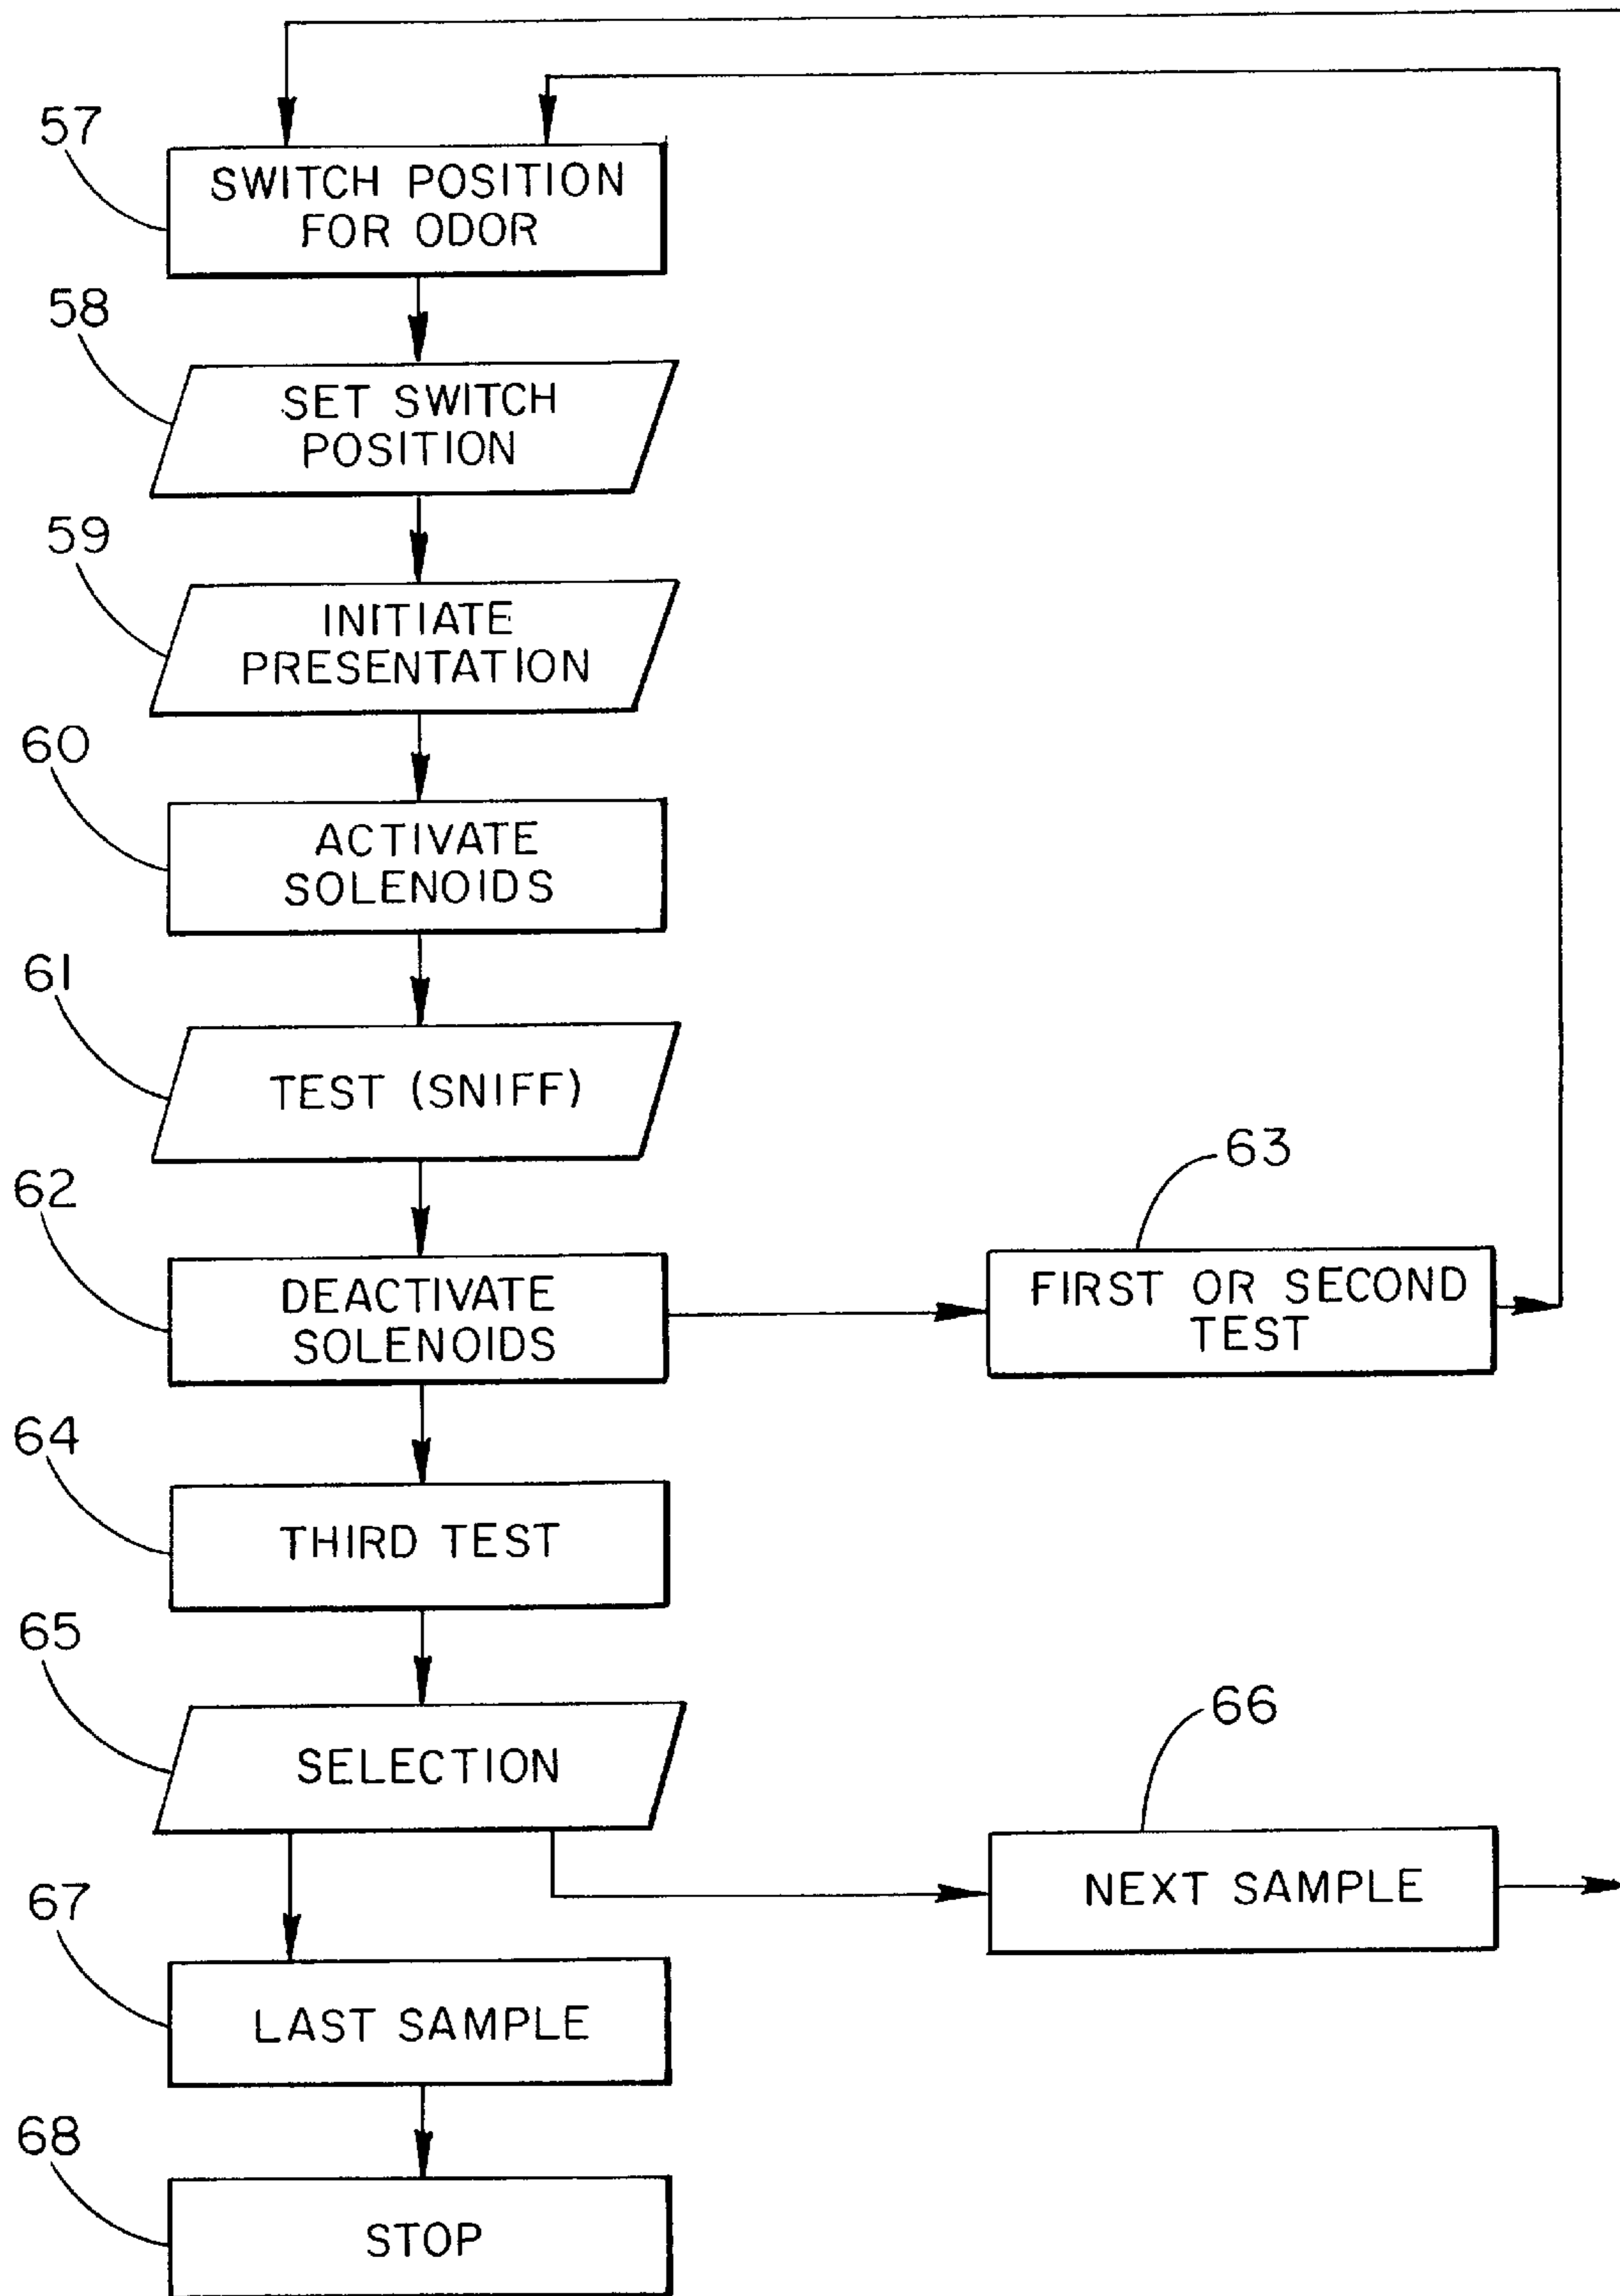 57
SWITCH POSITION
FOR ODOR
58
SET SWITCH
POSITION
59
INITIATE
PRESENTATION
60
ACTIVATE
SOLENOIDS
61
TEST (SNIFF)
62
DEACTIVATE
SOLENOIDS
63
FIRST OR SECOND
TEST
64
THIRD TEST
65
SELECTION
66
NEXT SAMPLE
67
LAST SAMPLE
68
STOP